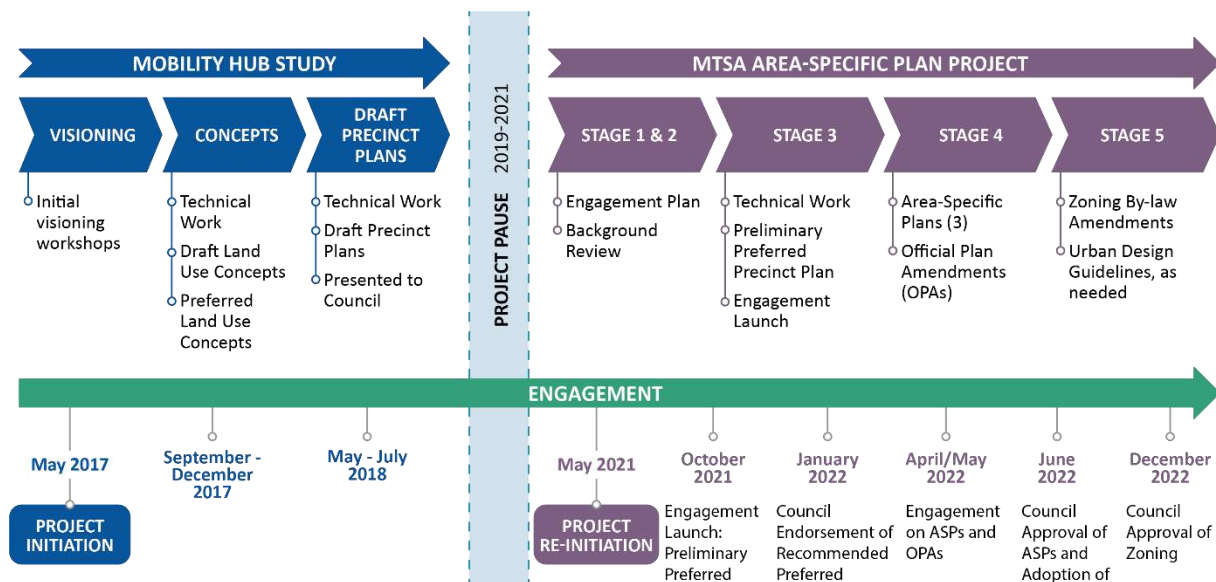 MOBILITY HUB STUDY
VISIONING
CONCEPTS
DRAFT
PRECINCT
PLANS
Initial
visioning
workshops
Technical
Work
Draft Land
Use Concepts
Preferred
Land Use
Concepts
Technical Work
Draft Precinct
Plans
Presented to
Council
PROJECT PAUSE 2019-2021
MTSA AREA-SPECIFIC PLAN PROJECT
STAGE 1 & 2
STAGE 3
STAGE 4
STAGE 5
Engagement Plan
Background
Review
Technical Work
Preliminary
Preferred
Precinct Plan
Engagement
Launch
Area-Specific
Plans (3)
Official Plan
Amendments
(OPAs)
Zoning By-law
Amendments
Urban Design
Guidelines, as
needed
ENGAGEMENT
May 2017
PROJECT
INITIATION
September -
December
2017
May - July
2018
May 2021
PROJECT
RE-INITIATION
October
2021
Engagement
Launch:
Preliminary
Preferred
January
2022
Council
Endorsement of
Recommended
Preferred
April/May
2022
Engagement
on ASPs and
OPAs
June
2022
Council
Approval of
ASPs and
Adoption of
December
2022
Council
Approval of
Zoning